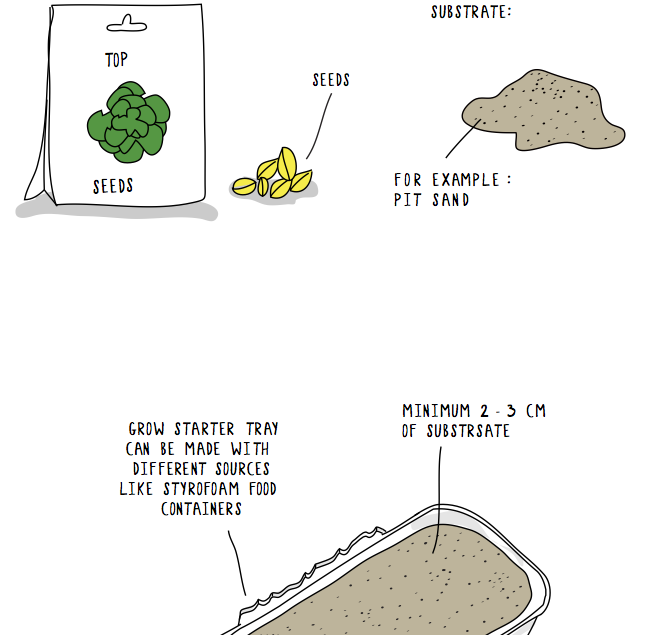 SUBSTRATE:
TOP
SEEDS
SEEDS
FOR EXAMPLE :
PIT SAND
MINIMUM 2 - 3 CM
OF SUBSTRSATE
GROW STARTER TRAY
CAN BE MADE WITH
DIFFERENT SOURCES
LIKE STYROFOAM FOOD
CONTAINERS